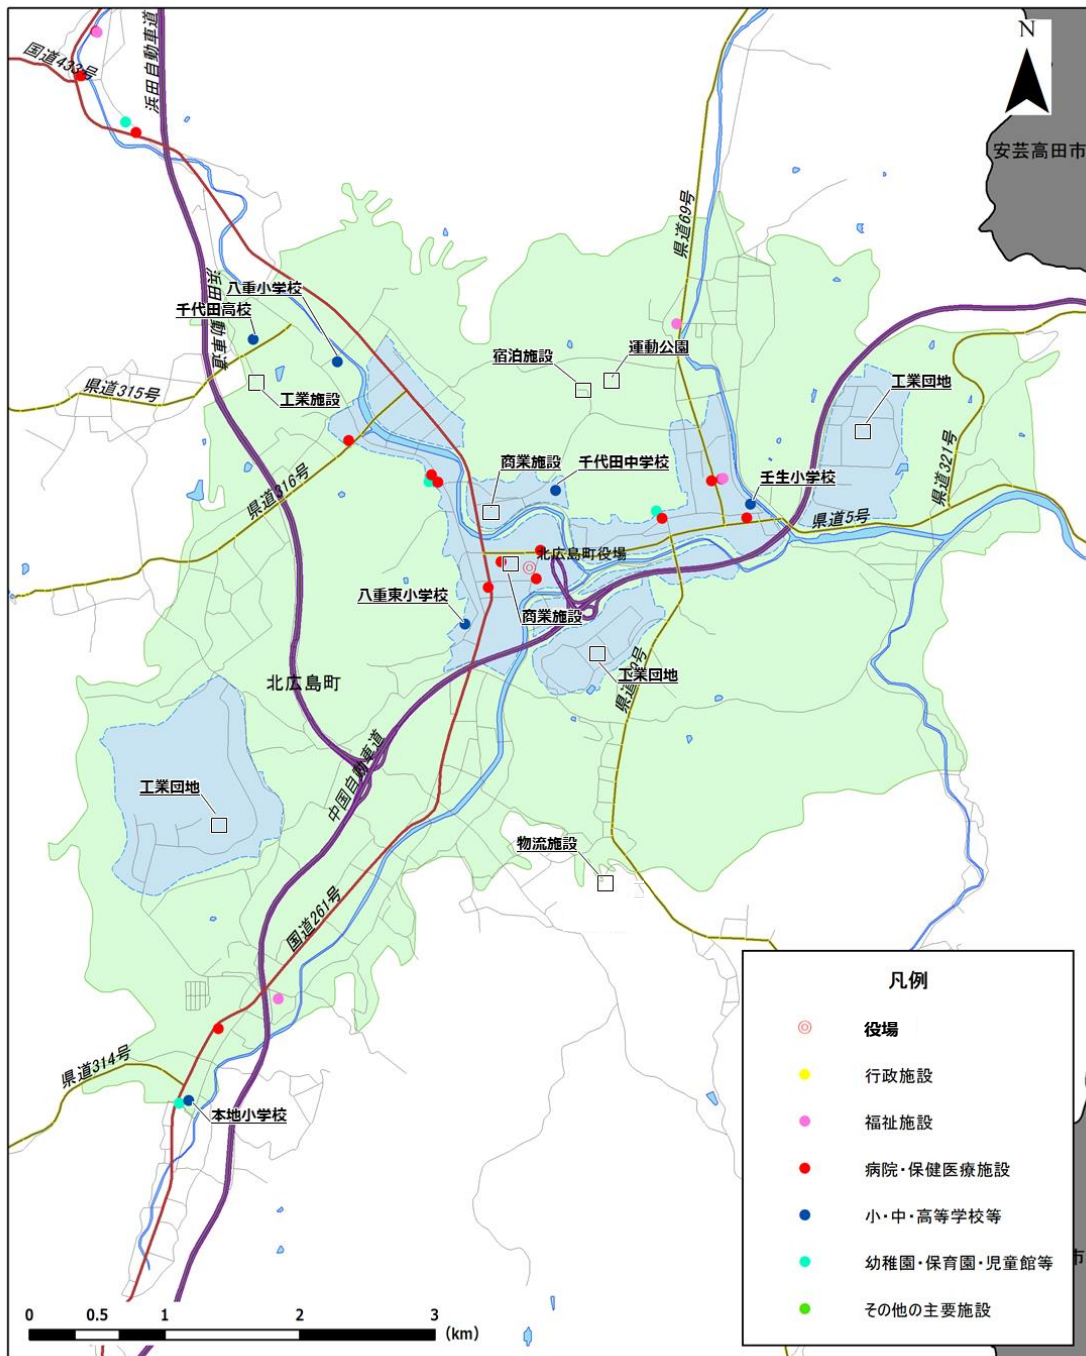 国道433号
浜田自動車道
N
安芸高田市
県道69号
八重小学校
千代田高校
浜田自動車道
宿泊施設
運動公園
県道315号
工業施設
工業団地
県道316号
商業施設
千代田中学校
壬生小学校
県道321号
県道5号
北広島町役場
八重東小学校
商業施設
工業団地
北広島町
中国自動車道
工業団地
物流施設
国道261号
県道314号
本地小学校
凡例
役場
行政施設
福祉施設
病院・保健医療施設
小・中・高等学校等
幼稚園・保育園・児童館等
その他の主要施設
市
0 0.5 1 2 3
(km)